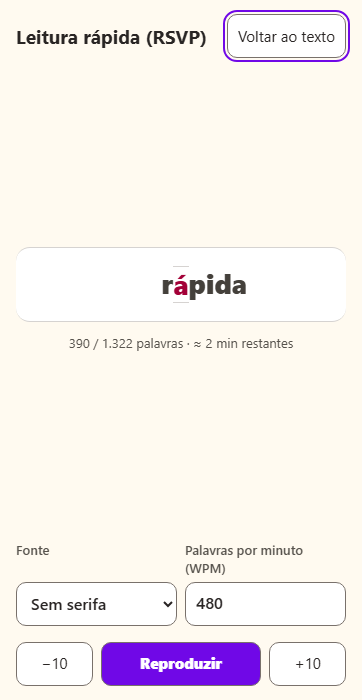 Leitura rápida (RSVP)
Voltar ao texto
rápida
390 / 1.322 palavras · ≈ 2 min restantes
Fonte
Palavras por minuto
(WPM)
Sem serifa
480
−10
Reproduzir
+10